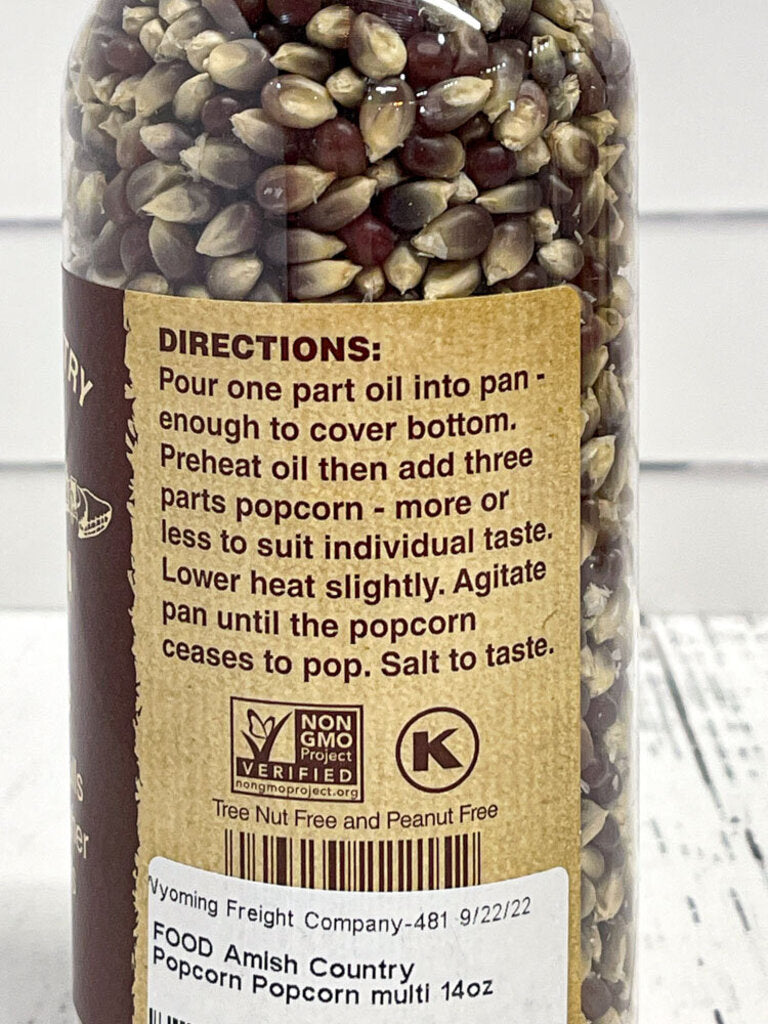 TRY
DIRECTIONS:
Pour one part oil into pan -
enough to cover bottom.
Preheat oil then add three
parts popcorn - more or
less to suit individual taste.
Lower heat slightly. Agitate
pan until the popcorn
ceases to pop. Salt to taste.
NON
GMO
Project
VERIFIED
nongmoproject.org
K
Tree Nut Free and Peanut Free
Wyoming Freight Company-481 9/22/22
FOOD Amish Country
Popcorn Popcorn multi 14oz